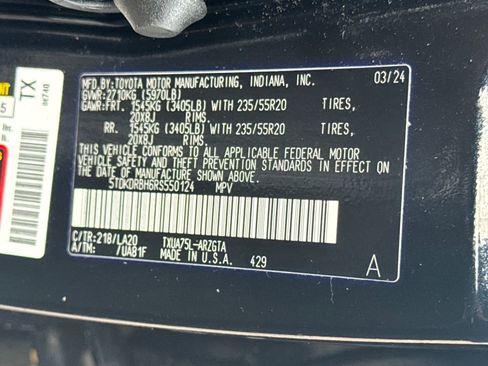 TX
MFD.BY:TOYOTA MOTOR MANUFACTURING, INDIANA, INC. 03/24
GVWR:2710KG (5970LB)
GAWR:FRT. 1545KG (3405LB) WITH 235/55R20 TIRES,
20X8J RIMS.
RR. 1545KG (3405LB) WITH 235/55R20 TIRES,
20X8J RIMS.
THIS VEHICLE CONFORMS TO ALL APPLICABLE FEDERAL MOTOR
VEHICLE SAFETY AND THEFT PREVENTION STANDARDS IN EFFECT ON
THE DATE OF MANUFACTURE SHOWN ABOVE.
5TDKDRBH6RS550124 MPV
C/TR:218/LA20 TXUA75L-ARZGTA
A/TM: /UA81F MADE IN U.S.A. 429 A